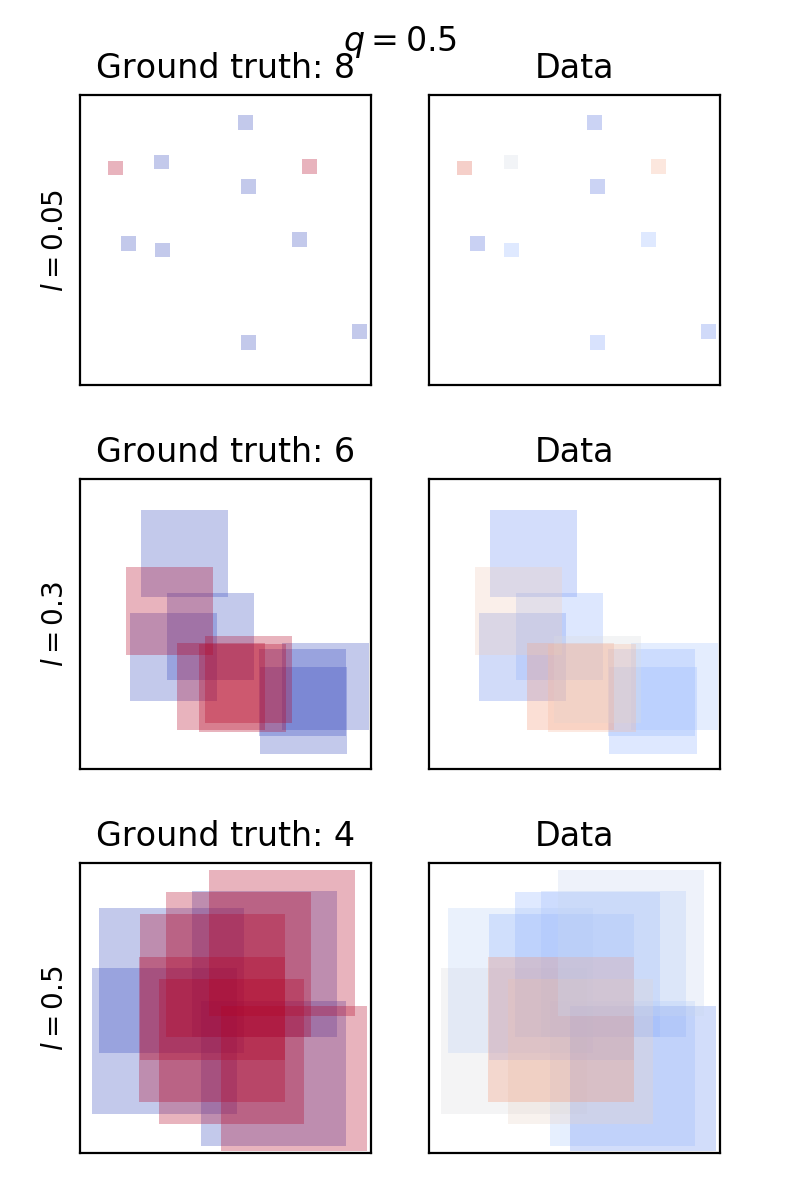 q = 0.5
Ground truth: 8
Data
l = 0.05
Ground truth: 6
Data
l = 0.3
Ground truth: 4
Data
l = 0.5